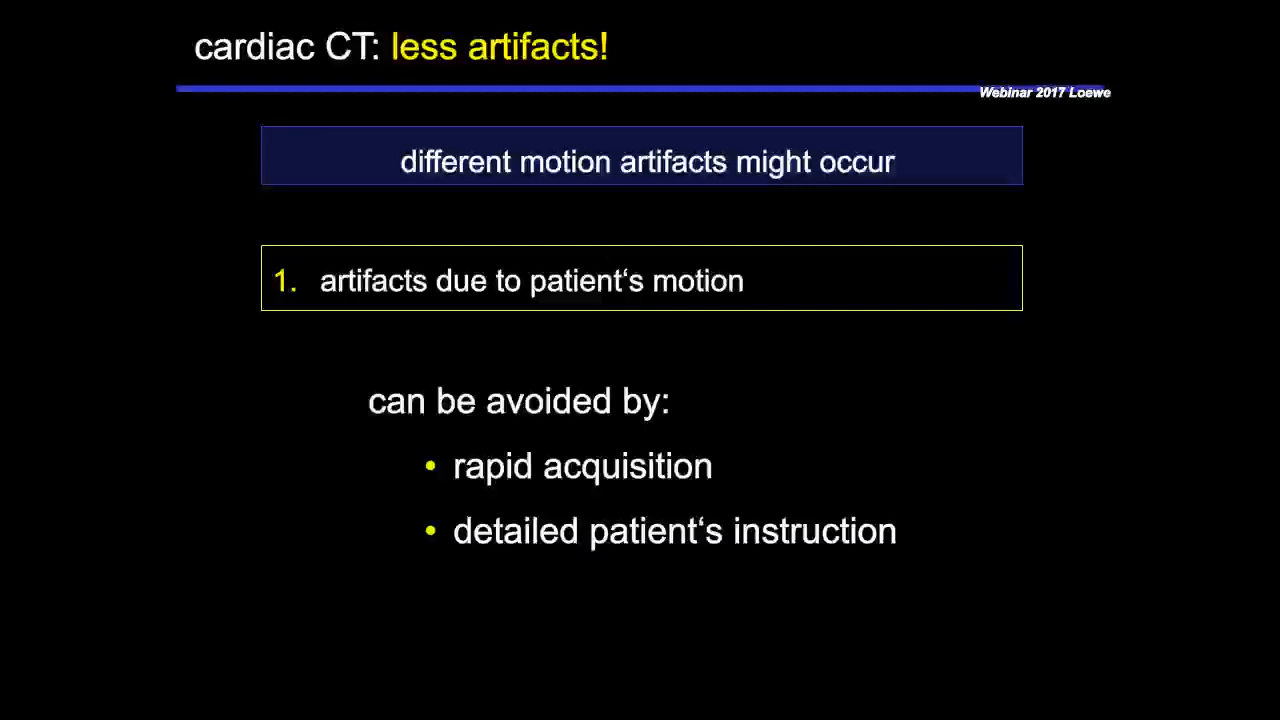 cardiac CT: less artifacts!
Webinar 2017 Loewe
different motion artifacts might occur
1. artifacts due to patient‘s motion
can be avoided by:
• rapid acquisition
• detailed patient‘s instruction